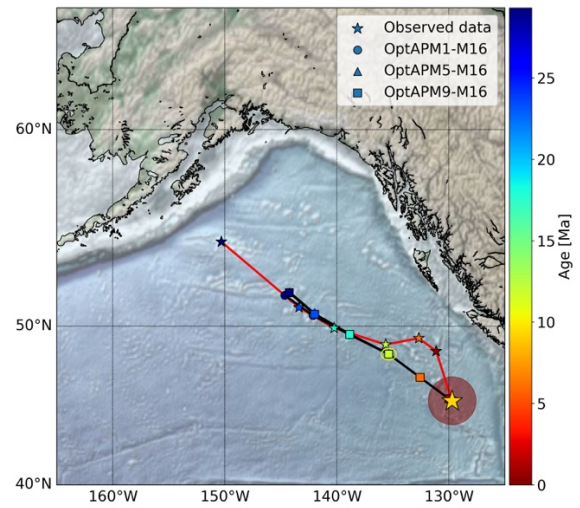 Observed data
OptAPM1-M16
OptAPM5-M16
OptAPM9-M16
60°N
50°N
40°N
160°W
150°W
140°W
130°W
25
20
15
10
5
0
Age [Ma]